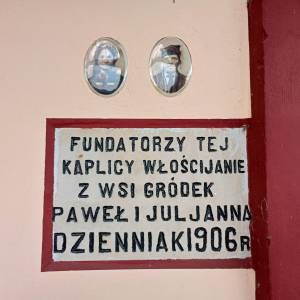 FUNDATORZY TEJ
KAPLICY WŁOŚCIJANIE
Z WSI GRÓDEK
PAWEŁ I JULJANNA
DZIENNIAK 1906 R